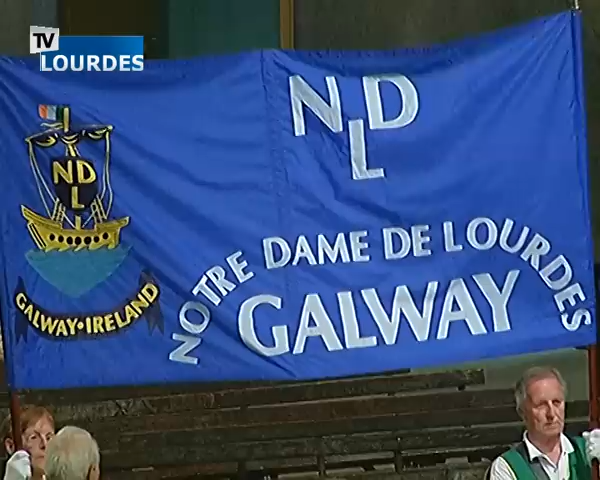 TV
LOURDES
NDL
NOTRE DAME DE LOURDES
GALWAY
NDL
GALWAY·IRELAND